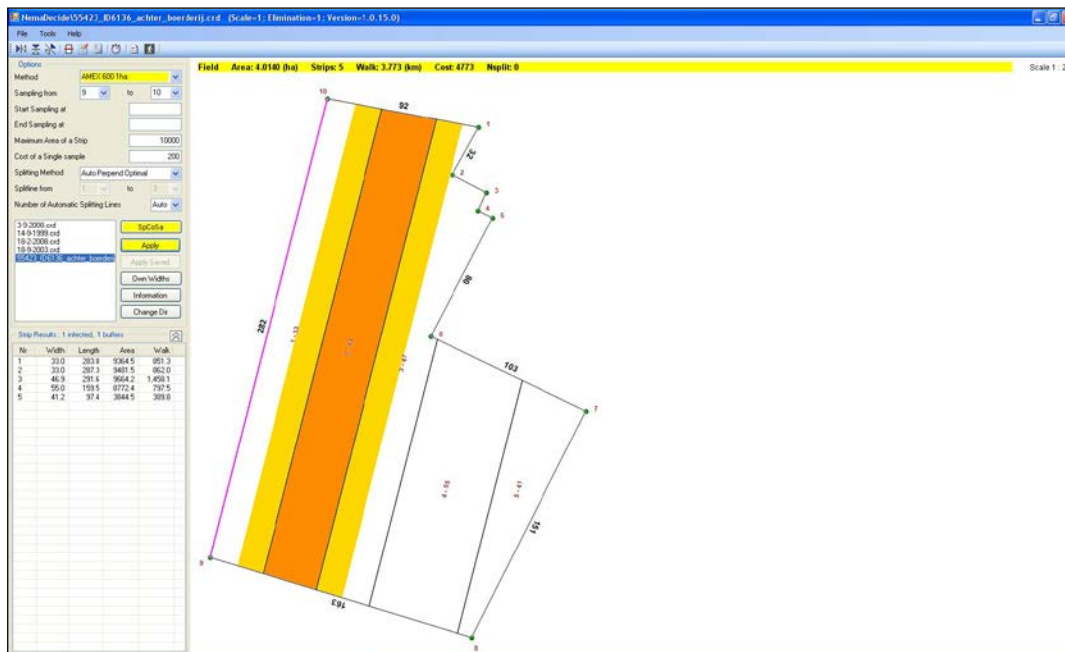 NemaDecide\55423_ID6136_achter_boerderij.crd (Scale=1; Elimination=1; Version=1.0.15.0)
File Tools Help
Options
Method AMEX 600 1ha
Sampling from 9 to 10
Start Sampling at
End Sampling at
Maximum Area of a Strip 10000
Cost of a Single sample 200
Splitting Method Auto Perpend Optimal
Splitline from 1 to 3
Number of Automatic Splitting Lines Auto
3-9-2008.crd
14-9-1999.crd
18-2-2008.crd
18-9-2003.crd
55423_ID6136_achter_boerderij
SpCoSa
Apply
Apply Saved
Own Widths
Information
Change Dir
Strip Results : 1 infected, 1 buffers
Nr Width Length Area Walk
1 33.0 283.8 9364.5 851.3
2 33.0 287.3 9481.5 862.0
3 46.9 291.6 9664.2 1,458.1
4 55.0 159.5 8772.4 797.5
5 41.2 97.4 3844.5 389.8
Field Area: 4.0140 (ha) Strips: 5 Walk: 3.773 (km) Cost: 4773 Nsplit: 0
Scale 1 : 2
10
92
1
32
2
3
4
5
80
6
103
7
282
1 - 33
3 - 47
4 - 55
5 - 41
151
9
163
8